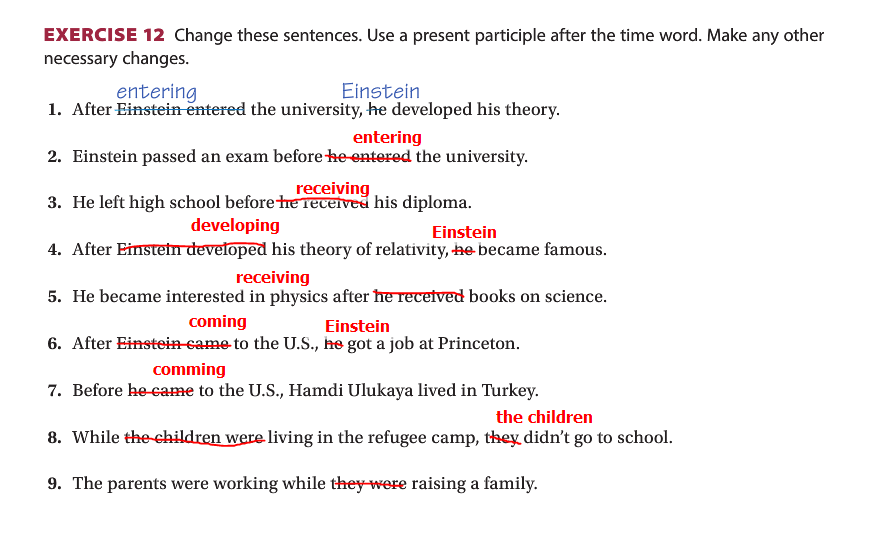 EXERCISE 12 Change these sentences. Use a present participle after the time word. Make any other
necessary changes.
entering Einstein
1. After Einstein entered the university, he developed his theory.
entering
2. Einstein passed an exam before he entered the university.
receiving
3. He left high school before he received his diploma.
developing Einstein
4. After Einstein developed his theory of relativity, he became famous.
receiving
5. He became interested in physics after he received books on science.
coming Einstein
6. After Einstein came to the U.S., he got a job at Princeton.
comming
7. Before he came to the U.S., Hamdi Ulukaya lived in Turkey.
the children
8. While the children were living in the refugee camp, they didn't go to school.
9. The parents were working while they were raising a family.